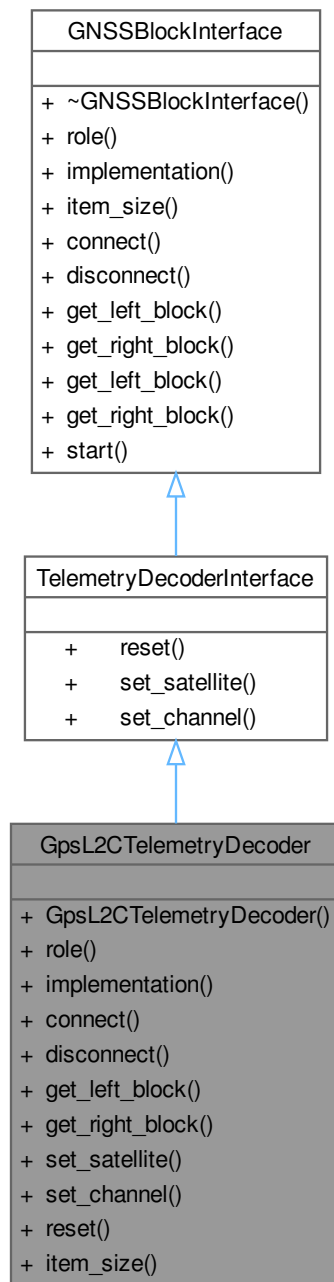 GNSSBlockInterface
+ ~GNSSBlockInterface()
+ role()
+ implementation()
+ item_size()
+ connect()
+ disconnect()
+ get_left_block()
+ get_right_block()
+ get_left_block()
+ get_right_block()
+ start()
TelemetryDecoderInterface
+ reset()
+ set_satellite()
+ set_channel()
GpsL2CTelemetryDecoder
+ GpsL2CTelemetryDecoder()
+ role()
+ implementation()
+ connect()
+ disconnect()
+ get_left_block()
+ get_right_block()
+ set_satellite()
+ set_channel()
+ reset()
+ item_size()